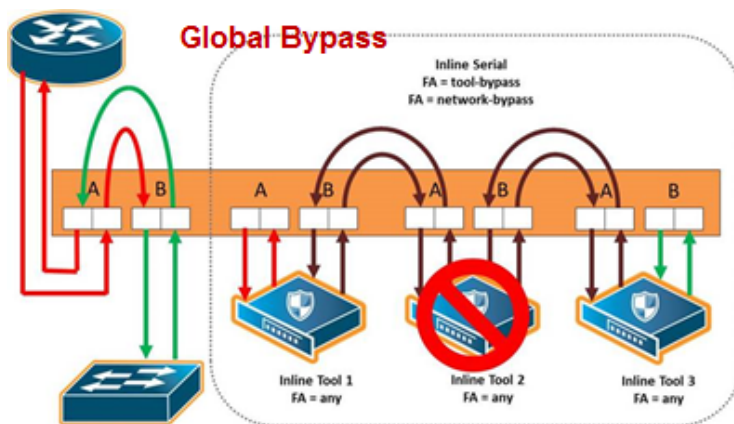 Global Bypass
Inline Serial
FA = tool-bypass
FA = network-bypass
A B A B A B A B
Inline Tool 1
FA = any
Inline Tool 2
FA = any
Inline Tool 3
FA = any